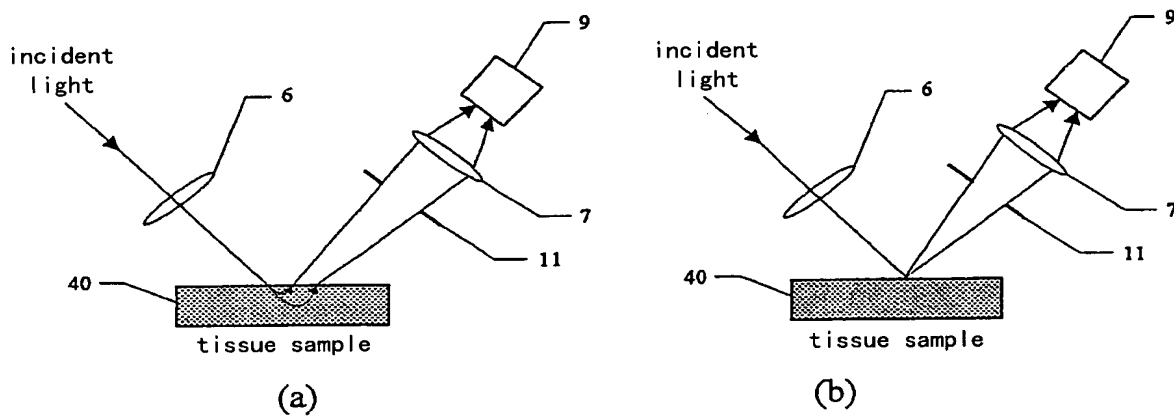 incident
light
6
9
7
11
40
tissue sample
(a)
incident
light
6
9
7
11
40
tissue sample
(b)